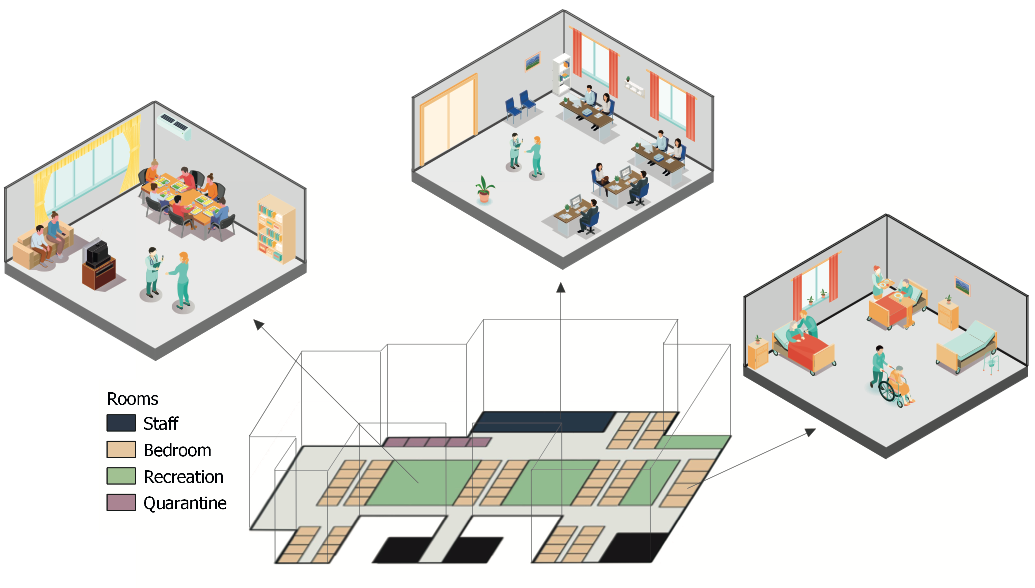 Rooms
Staff
Bedroom
Recreation
Quarantine